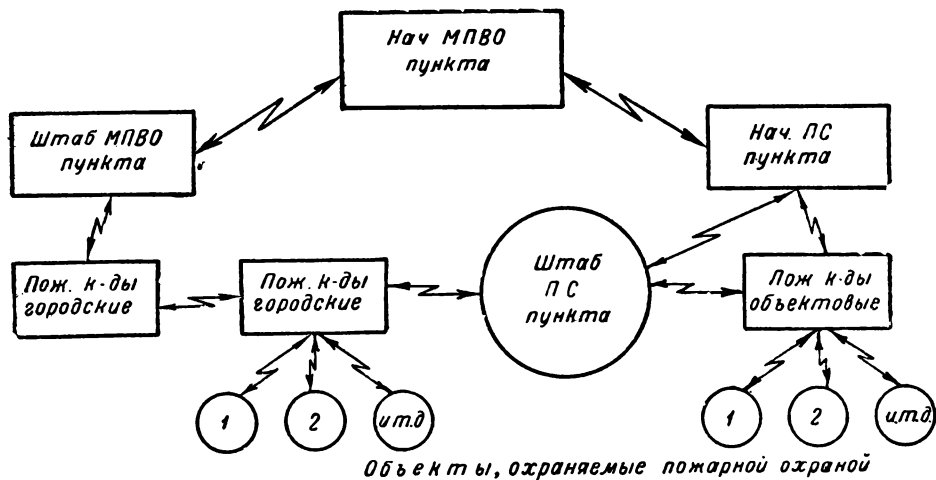 Нач МПВО
пункта
Штаб МПВО
пункта
Нач. ПС
пункта
Пож. к-ды
городские
Пож. к-ды
городские
Штаб
ПС
пункта
Пож к-ды
объектовые
1
2
и т.д
1
2
и.т.д.
Объекты, охраняемые пожарной охраной